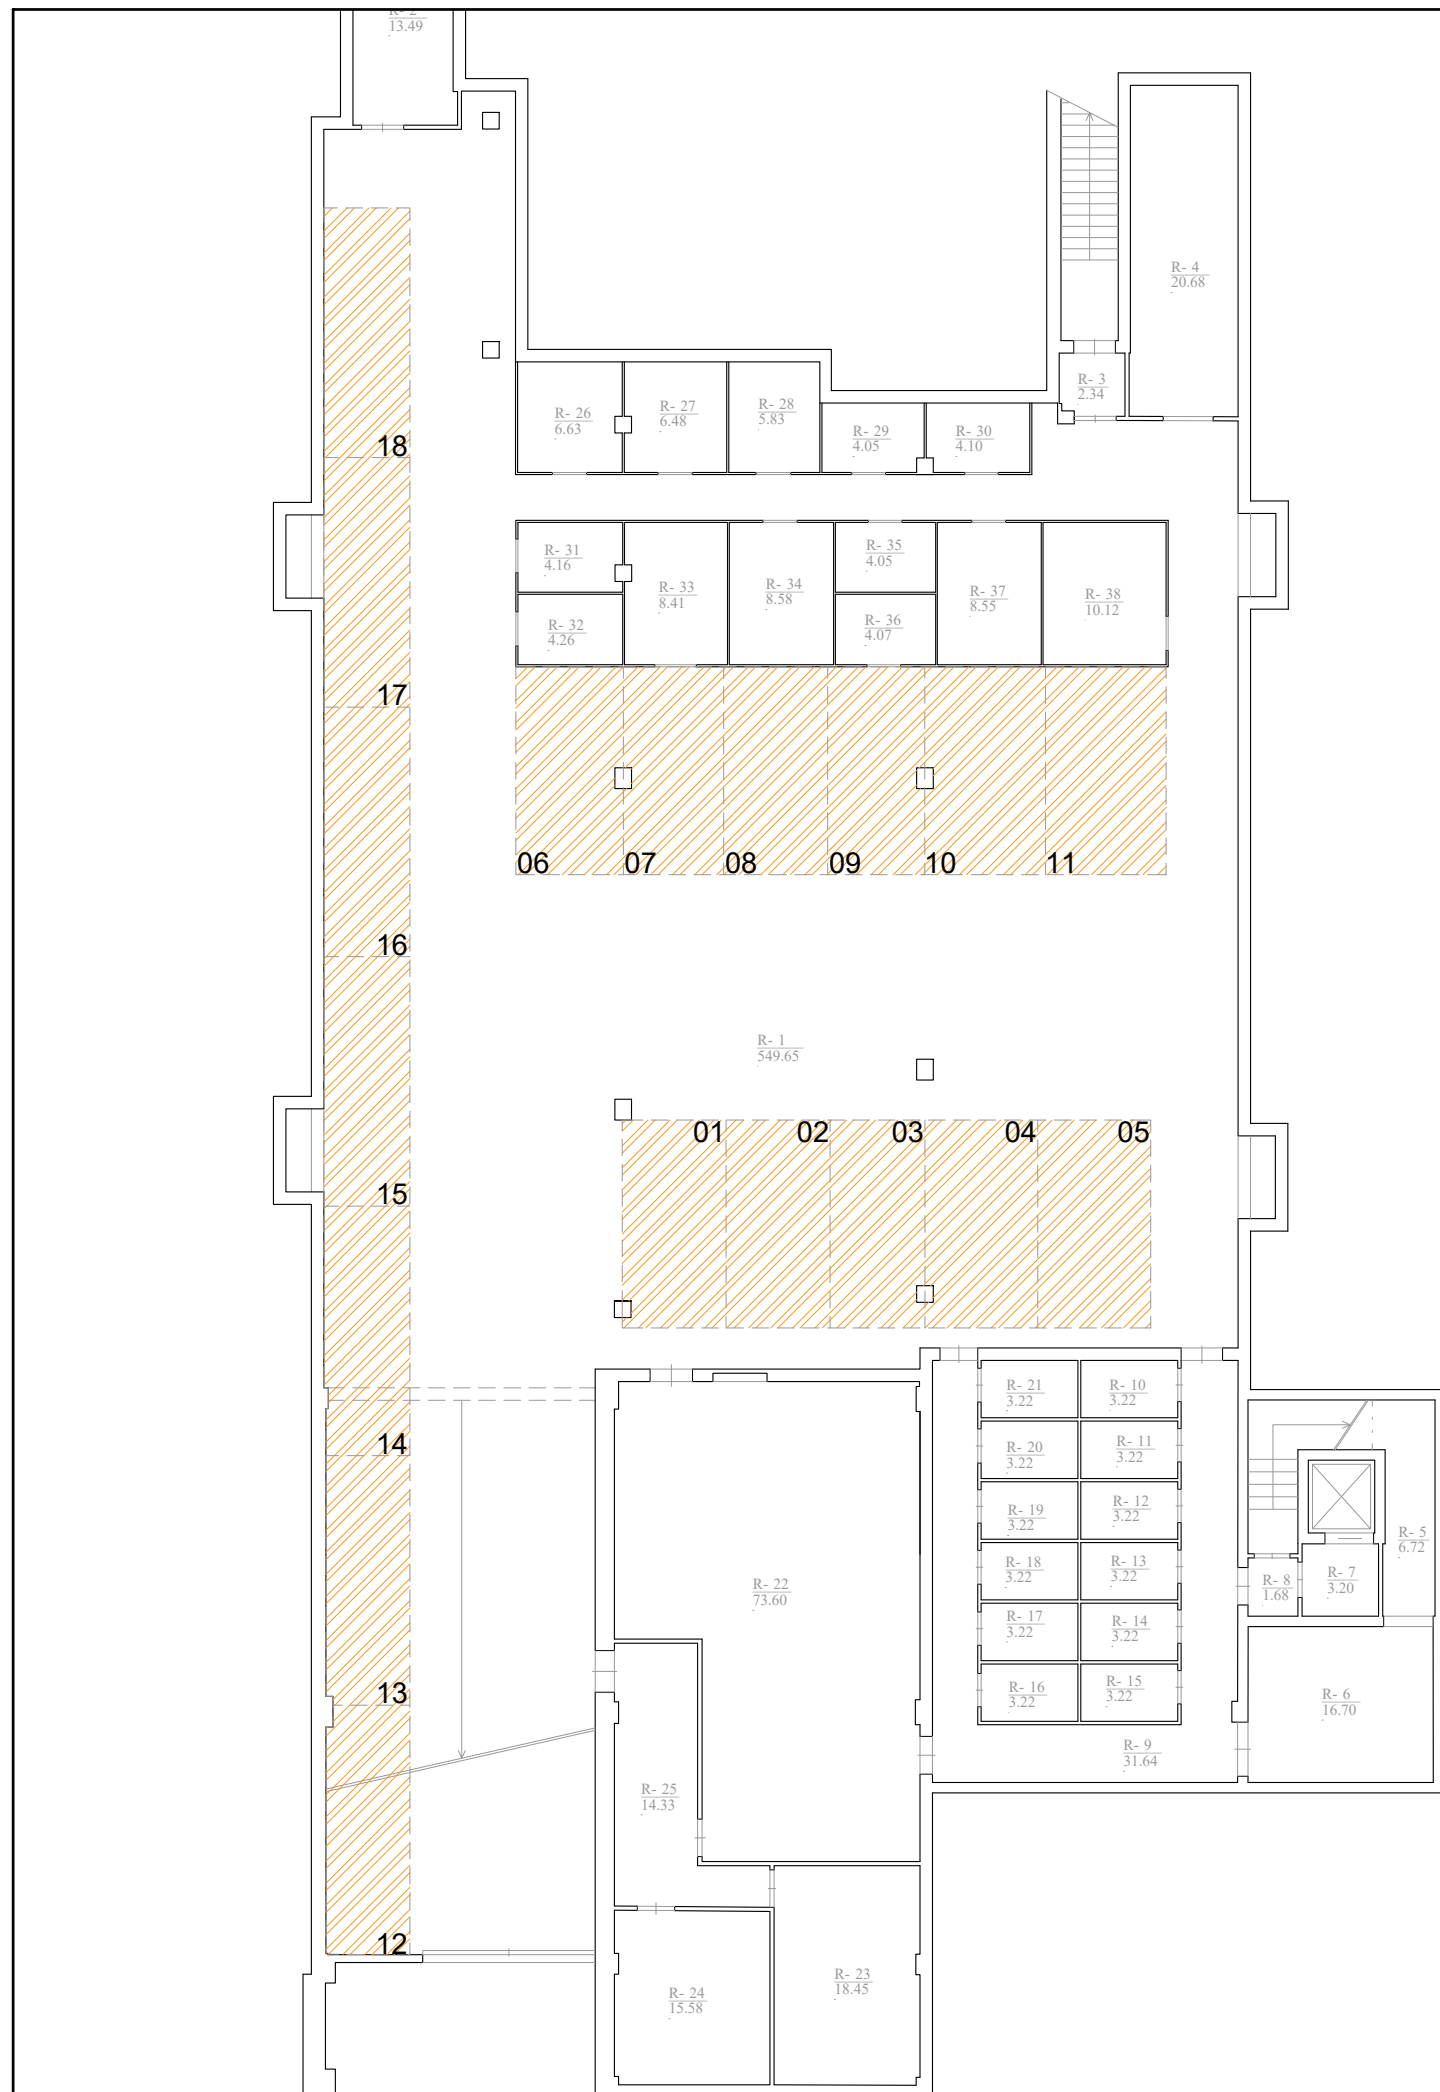 R- 2
13.49
R- 4
20.68
R- 3
2.34
R- 26
6.63
R- 27
6.48
R- 28
5.83
R- 29
4.05
R- 30
4.10
18
R- 31
4.16
R- 32
4.26
R- 33
8.41
R- 34
8.58
R- 35
4.05
R- 36
4.07
R- 37
8.55
R- 38
10.12
17
06
07
08
09
10
11
16
R- 1
549.65
01
02
03
04
05
15
14
R- 21
3.22
R- 10
3.22
R- 20
3.22
R- 11
3.22
R- 19
3.22
R- 12
3.22
R- 18
3.22
R- 13
3.22
R- 17
3.22
R- 14
3.22
R- 16
3.22
R- 15
3.22
R- 5
6.72
R- 7
3.20
R- 8
1.68
R- 22
73.60
R- 6
16.70
13
R- 9
31.64
R- 25
14.33
12
R- 23
18.45
R- 24
15.58